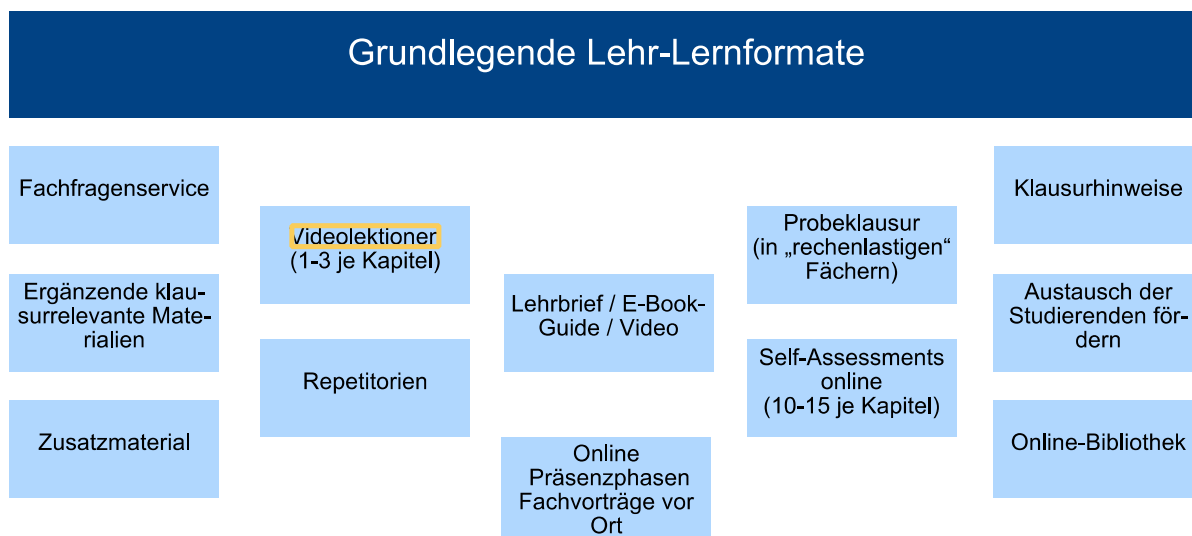 Grundlegende Lehr-Lernformate
Fachfragenservice
Ergänzende klau-
surrelevante Mate-
rialien
Zusatzmaterial
Videolektioner
(1-3 je Kapitel)
Repetitorien
Lehrbrief / E-Book-
Guide / Video
Online
Präsenzphasen
Fachvorträge vor
Ort
Probeklausur
(in „rechenlastigen“
Fächern)
Self-Assessments
online
(10-15 je Kapitel)
Klausurhinweise
Austausch der
Studierenden för-
dern
Online-Bibliothek